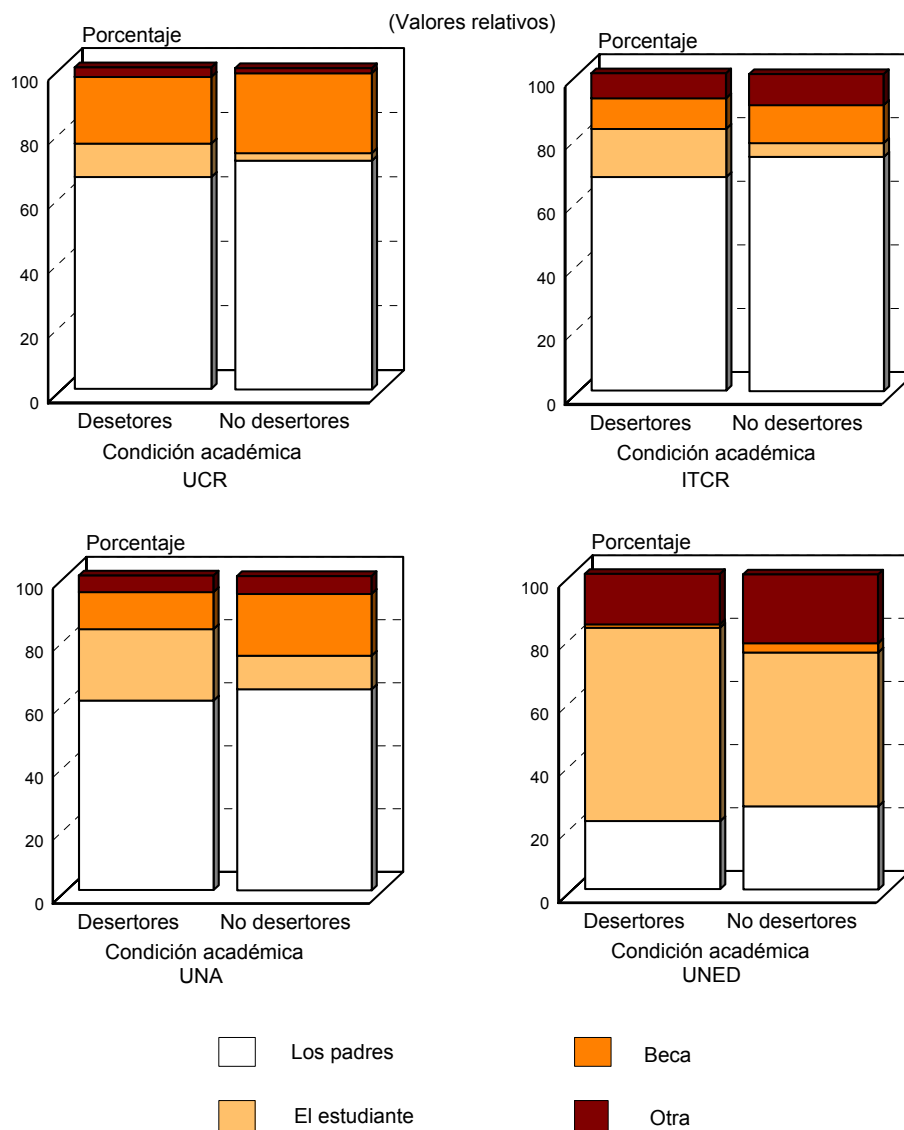 (Valores relativos)
Porcentaje
100
80
60
40
20
0
Desetores No desertores
Condición académica
UCR
Porcentaje
100
80
60
40
20
0
Desertores No desertores
Condición académica
ITCR
Porcentaje
100
80
60
40
20
0
Desertores No desertores
Condición académica
UNA
Porcentaje
100
80
60
40
20
0
Desertores No desertores
Condición académica
UNED
Los padres
Beca
El estudiante
Otra